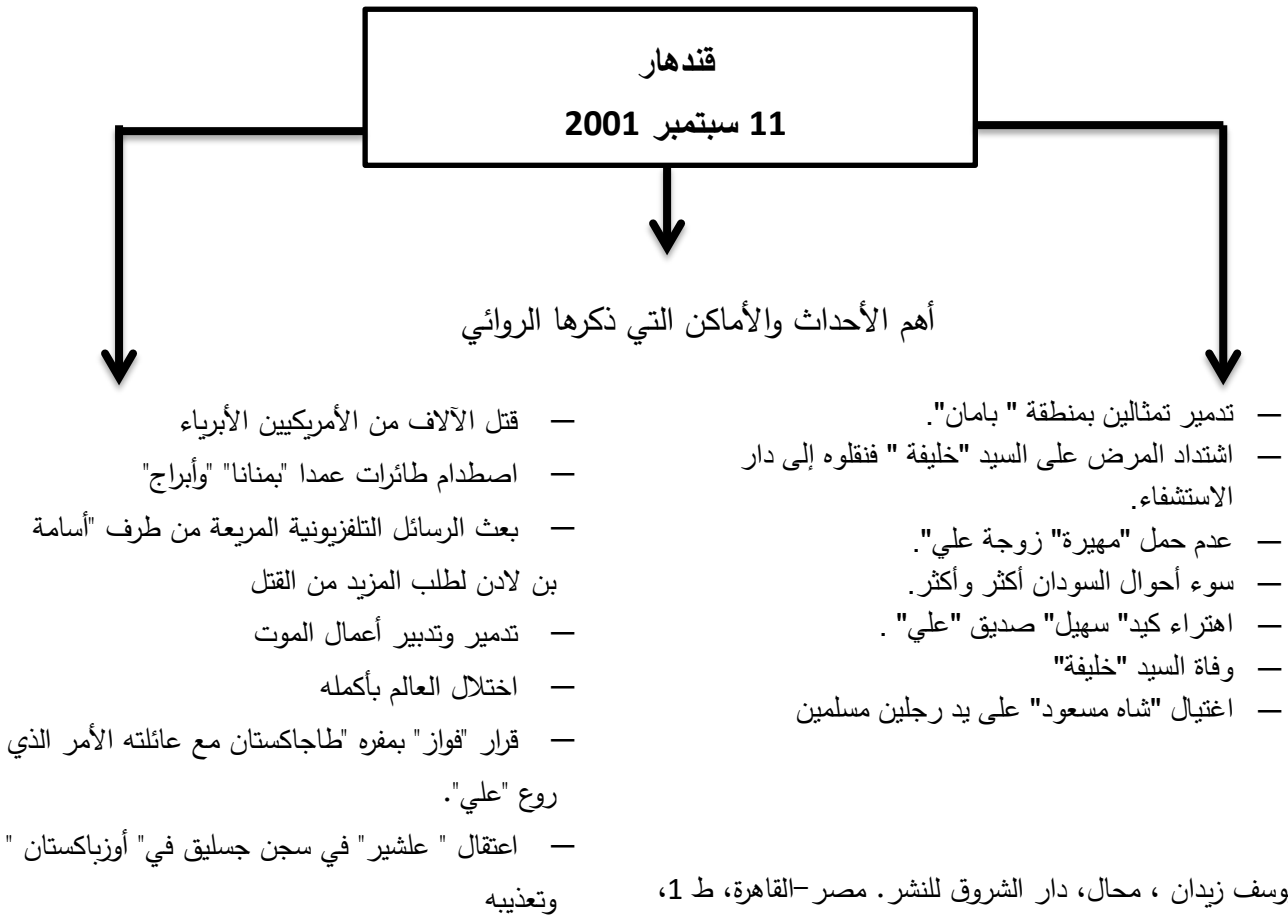 قندهار
11 سبتمبر 2001
أهم الأحداث والأماكن التي ذكرها الروائي
— تدمير تمثالين بمنطقة " بامان".
— اشتداد المرض على السيد "خليفة " فنقلوه إلى دار
الاستشفاء.
— عدم حمل "مهيرة" زوجة علي".
— سوء أحوال السودان أكثر وأكثر.
— اهتراء كبد" سهيل" صديق "علي" .
— وفاة السيد "خليفة"
— اغتيال "شاه مسعود" على يد رجلين مسلمين
— قتل الآلاف من الأمريكيين الأبرياء
— اصطدام طائرات عمدا "بمنانا" "وأبراج"
— بعث الرسائل التلفزيونية المريعة من طرف "أسامة
بن لادن لطلب المزيد من القتل
— تدمير وتدبير أعمال الموت
— اختلال العالم بأكمله
— قرار "فواز" بمفره "طاجاكستان مع عائلته الأمر الذي
روع "علي".
— اعتقال " علشير" في سجن جسليق في" أوزباكستان "
وتعذيبه
وسف زيدان ، محال، دار الشروق للنشر. مصر –القاهرة، ط 1،